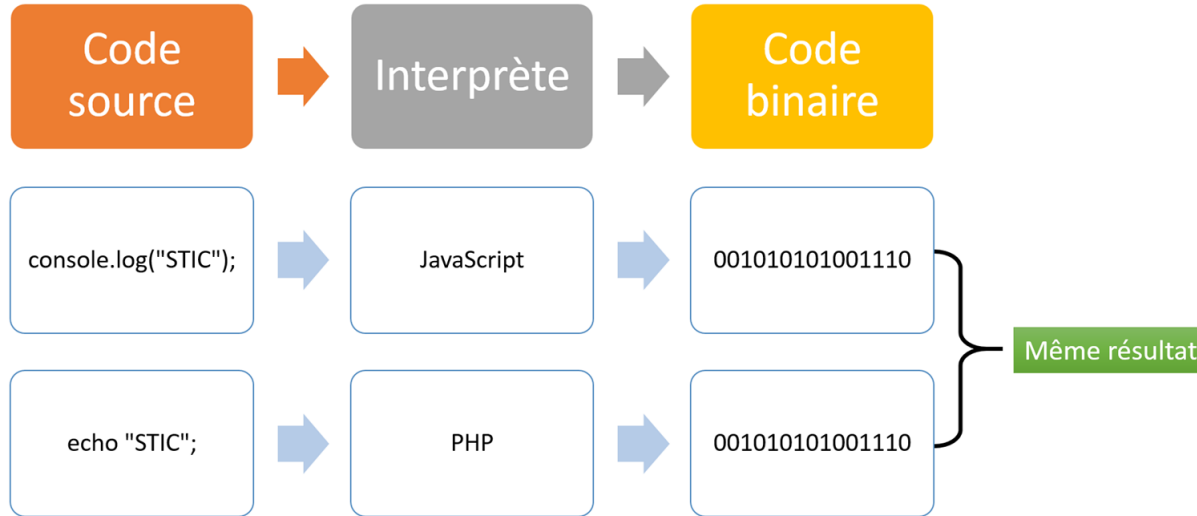 Code
source
Interprète
Code
binaire
console.log("STIC");
JavaScript
001010101001110
Même résultat
echo "STIC";
PHP
001010101001110